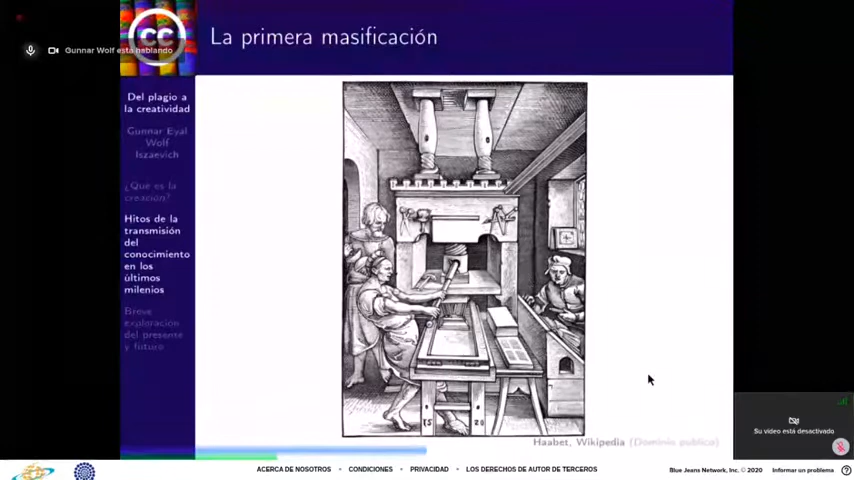 La primera masificación
Gunnar Wolf está hablando
Del plagio a
la creatividad
Gunnar Eyal
Wolf
Iszaevich
¿Qué es la
creación?
Hitos de la
transmisión
del
conocimiento
en los
últimos
milenios
Breve
exploración
del presente
y futuro
15 20
Haabet, Wikipedia (Dominio público)
Su video está desactivado
ACERCA DE NOSOTROS • CONDICIONES • PRIVACIDAD • LOS DERECHOS DE AUTOR DE TERCEROS
Blue Jeans Network, Inc. © 2020 Informar un problema